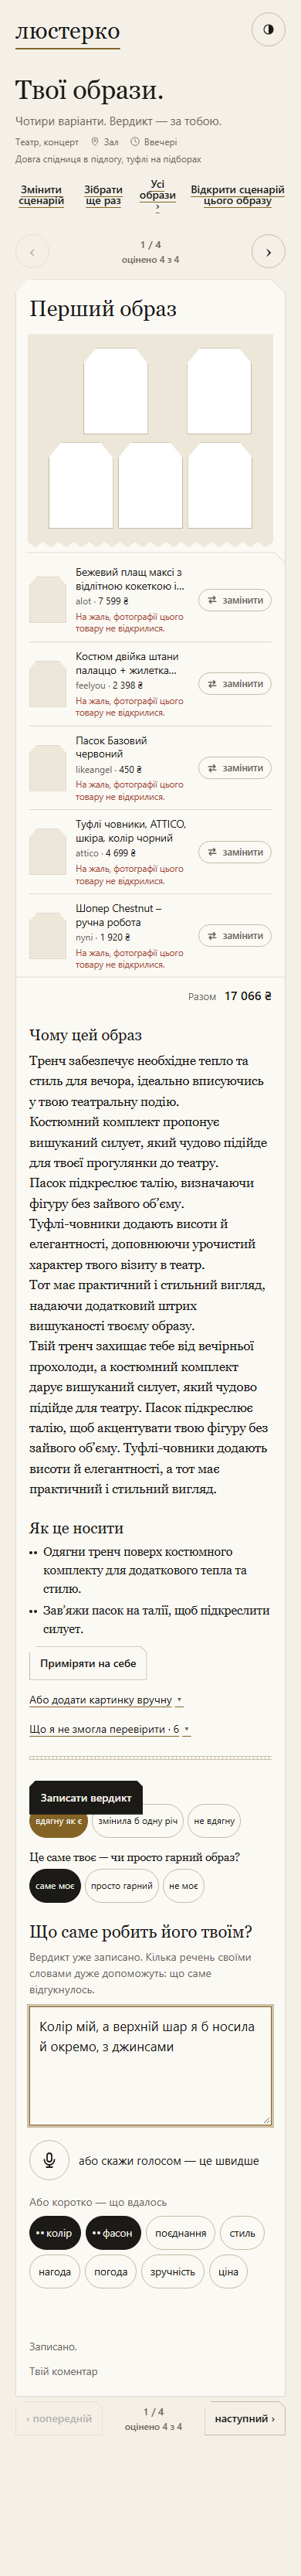 люстерко
Твої образи.
Чотири варіанти. Вердикт — за тобою.
Театр, концерт Зал Ввечері
Довга спідниця в підлогу, туфлі на підборах
Змінити
сценарій
Зібрати
ще раз
Усі
образи
›
Відкрити сценарій
цього образу
‹
1 / 4
оцінено 4 з 4
›
Перший образ
Бежевий плащ максі з
відлітною кокеткою і...
alot · 7 599 ₴
На жаль, фотографії цього
товару не відкрилися.
замінити
Костюм двійка штани
палаццо + жилетка...
feelyou · 2 398 ₴
На жаль, фотографії цього
товару не відкрилися.
замінити
Пасок Базовий
червоний
likeangel · 450 ₴
На жаль, фотографії цього
товару не відкрилися.
замінити
Туфлі човники, ATTICO,
шкіра, колір чорний
attico · 4 699 ₴
На жаль, фотографії цього
товару не відкрилися.
замінити
Шопер Chestnut –
ручна робота
nyni · 1 920 ₴
На жаль, фотографії цього
товару не відкрилися.
замінити
Разом 17 066 ₴
Чому цей образ
Тренч забезпечує необхідне тепло та
стиль для вечора, ідеально вписуючись
у твою театральну подію.
Костюмний комплект пропонує
вишуканий силует, який чудово підійде
для твоєї прогулянки до театру.
Пасок підкреслює талію, визначаючи
фігуру без зайвого об’єму.
Туфлі-човники додають висоти й
елегантності, доповнюючи урочистий
характер твого візиту в театр.
Тот має практичний і стильний вигляд,
надаючи додатковий штрих
вишуканості твоєму образу.
Твій тренч захищає тебе від вечірньої
прохолоди, а костюмний комплект
дарує вишуканий силует, який чудово
підійде для театру. Пасок підкреслює
талію, щоб акцентувати твою фігуру без
зайвого об’єму. Туфлі-човники додають
висоти й елегантності, а тот має
практичний і стильний вигляд.
Як це носити
•• Одягни тренч поверх костюмного
комплекту для додаткового тепла та
стилю.
•• Зав’яжи пасок на талії, щоб підкреслити
силует.
Приміряти на себе
Або додати картинку вручну
Що я не змогла перевірити · 6
Записати вердикт
вдягну як є
змінила б одну річ
не вдягну
Це саме твоє — чи просто гарний образ?
саме моє
просто гарний
не моє
Що саме робить його твоїм?
Вердикт уже записано. Кілька речень своїми
словами дуже допоможуть: що саме
відгукнулось.
Колір мій, а верхній шар я б носила
й окремо, з джинсами
або скажи голосом — це швидше
Або коротко — що вдалось
•• колір
•• фасон
поєднання
стиль
нагода
погода
зручність
ціна
Записано.
Твій коментар
‹ попередній
1 / 4
оцінено 4 з 4
наступний ›